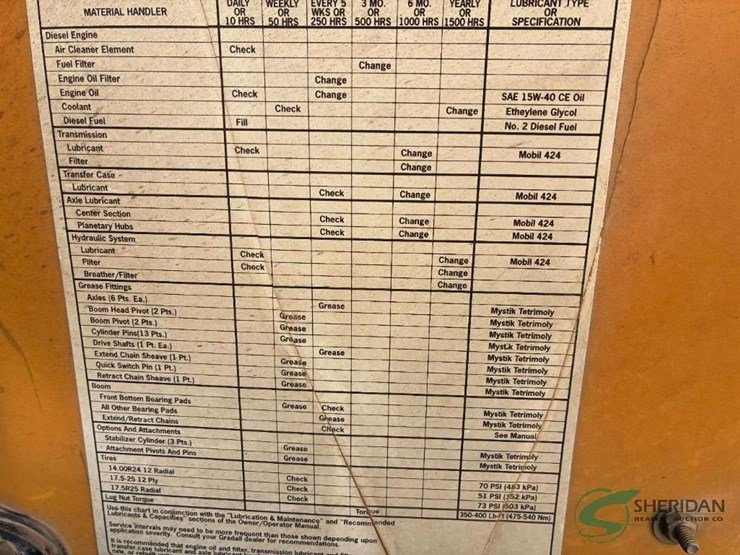 MATERIAL HANDLER DAILY OR 10 HRS WEEKLY OR 50 HRS EVERY 5 WKS OR 250 HRS 3 MO. OR 500 HRS 6 MO. OR 1000 HRS YEARLY OR 1500 HRS LUBRICANT TYPE OR SPECIFICATION
Diesel Engine
Air Cleaner Element Check
Fuel Filter Change
Engine Oil Filter Change
Engine Oil Check Change SAE 15W-40 CE Oil
Coolant Check Change Etheylene Glycol
Diesel Fuel Fill No. 2 Diesel Fuel
Transmission
Lubricant Check Change Mobil 424
Filter Change
Transfer Case
Lubricant Check Change Mobil 424
Axle Lubricant
Center Section Check Change Mobil 424
Planetary Hubs Check Change Mobil 424
Hydraulic System
Lubricant Check Change Mobil 424
Filter Check Change
Breather/Filter Change
Grease Fittings
Axles (6 Pts. Ea.) Grease Mystik Tetrimoly
Boom Head Pivot (2 Pts.) Grease Mystik Tetrimoly
Boom Pivot (2 Pts.) Grease Mystik Tetrimoly
Cylinder Pins(13 Pts.) Grease Mystik Tetrimoly
Drive Shafts (1 Pt. Ea.) Grease Mystik Tetrimoly
Extend Chain Sheave (1 Pt.) Grease Mystik Tetrimoly
Quick Switch Pin (1 Pt.) Grease Mystik Tetrimoly
Retract Chain Sheave (1 Pt.) Grease Mystik Tetrimoly
Boom
Front Bottom Bearing Pads Grease Check Mystik Tetrimoly
All Other Bearing Pads Grease Mystik Tetrimoly
Extend/Retract Chains Check See Manual
Options And Attachments
Stabilizer Cylinder (3 Pts.) Grease Mystik Tetrimoly
Attachment Pivots And Pins Grease Mystik Tetrimoly
Tires
14.00R24 12 Radial Check 70 PSI (483 kPa)
17.5-25 12 Ply Check 51 PSI (352 kPa)
17.5R25 Radial Check 73 PSI (503 kPa)
Lug Nut Torque Torque 350-400 Lb-Ft (475-540 Nm)
Use this chart in conjunction with the "Lubrication & Maintenance" and "Recommended
Lubricants & Capacities" sections of the Owner/Operator Manual.
Service intervals may need to be more frequent than those shown depending upon
application severity. Consult your Gradall dealer for recommendations.
It is recommended that engine oil and filter, transmission lubricant and
transfer case lubricant and axle lubricant
SHERIDAN
REALTY & AUCTION CO.